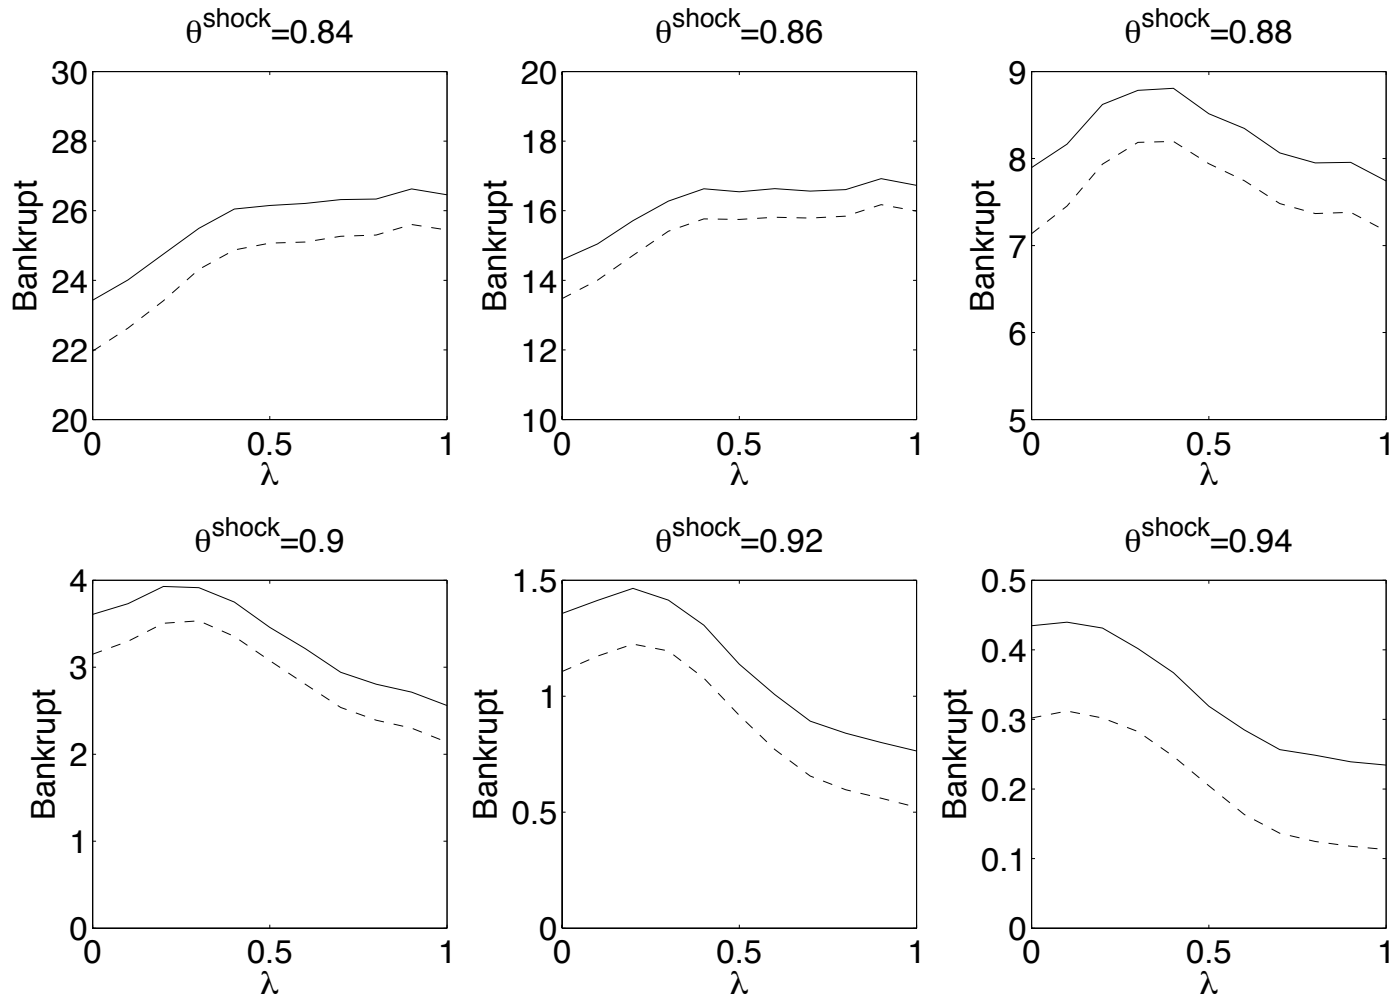 θ^shock=0.84
30
28
26
24
22
20
Bankrupt
0 0.5 1
λ
θ^shock=0.86
20
18
16
14
12
10
Bankrupt
0 0.5 1
λ
θ^shock=0.88
9
8
7
6
5
Bankrupt
0 0.5 1
λ
θ^shock=0.9
4
3
2
1
0
Bankrupt
0 0.5 1
λ
θ^shock=0.92
1.5
1
0.5
0
Bankrupt
0 0.5 1
λ
θ^shock=0.94
0.5
0.4
0.3
0.2
0.1
0
Bankrupt
0 0.5 1
λ